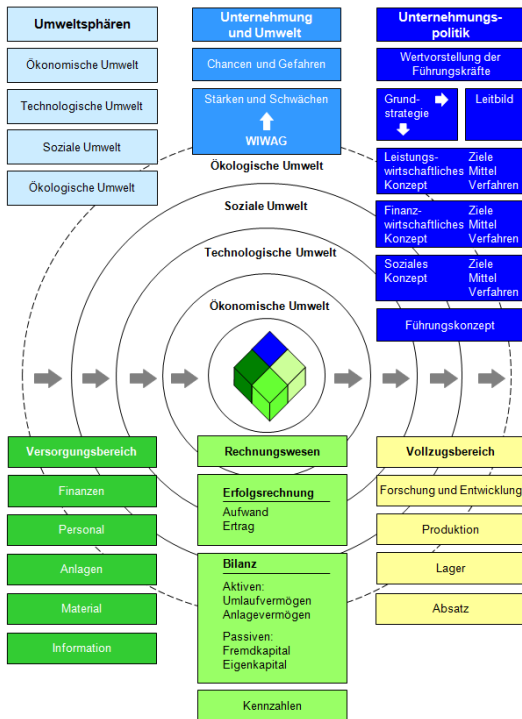 Umweltsphären
Ökonomische Umwelt
Technologische Umwelt
Soziale Umwelt
Ökologische Umwelt
Unternehmung
und Umwelt
Chancen und Gefahren
Stärken und Schwächen
WIWAG
Unternehmungs-
politik
Wertvorstellung der
Führungskräfte
Grund-
strategie
Leitbild
Leistungs- Ziele
wirtschaftliches Mittel
Konzept Verfahren
Finanz- Ziele
wirtschaftliches Mittel
Konzept Verfahren
Soziales Ziele
Konzept Mittel
Verfahren
Führungskonzept
Ökologische Umwelt
Soziale Umwelt
Technologische Umwelt
Ökonomische Umwelt
Versorgungsbereich
Finanzen
Personal
Anlagen
Material
Information
Rechnungswesen
Erfolgsrechnung
Aufwand
Ertrag
Bilanz
Aktiven:
Umlaufvermögen
Anlagevermögen
Passiven:
Fremdkapital
Eigenkapital
Kennzahlen
Vollzugsbereich
Forschung und Entwicklung
Produktion
Lager
Absatz